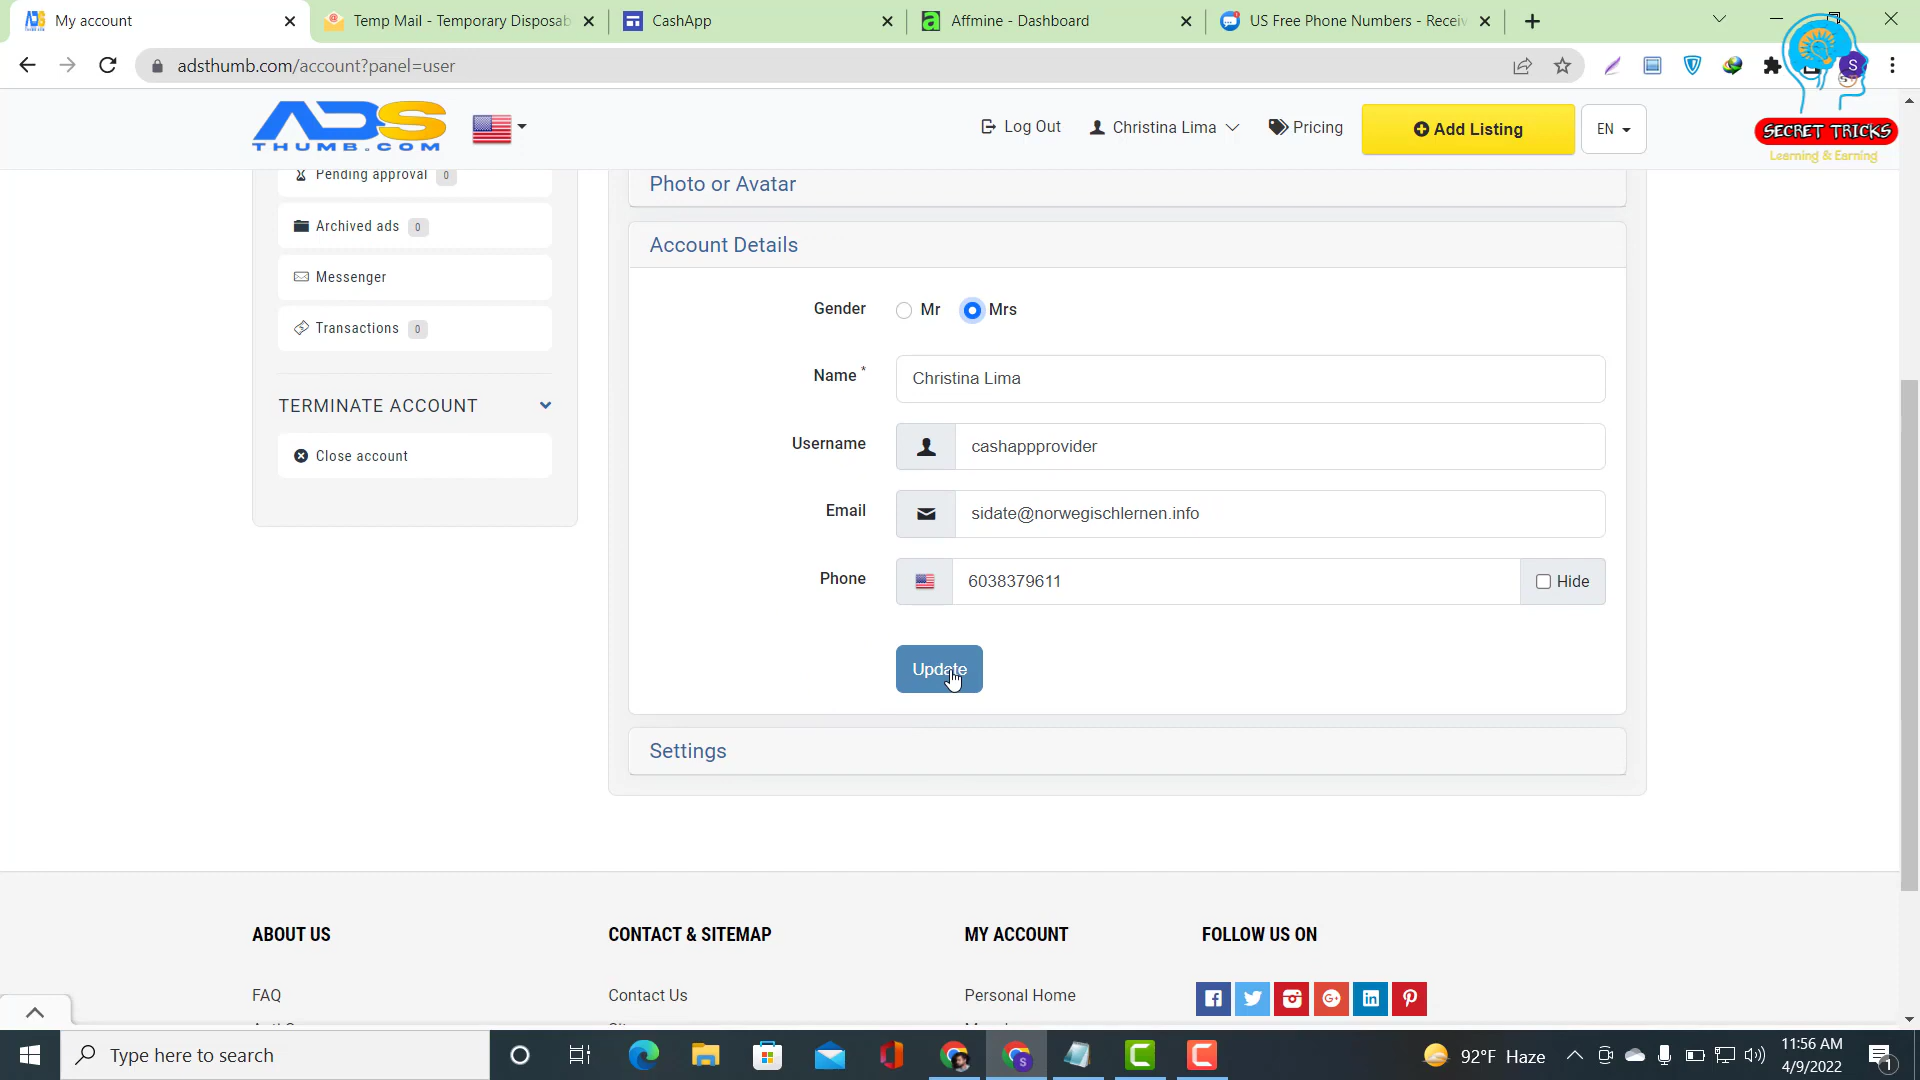 My account
Temp Mail - Temporary Disposab
CashApp
Affmine - Dashboard
US Free Phone Numbers - Receiv
adsthumb.com/account?panel=user
S
ADS
THUMB.COM
Log Out
Christina Lima
Pricing
Add Listing
EN
SECRET TRICKS
Learning & Earning
Pending approval 0
Archived ads 0
Messenger
Transactions 0
TERMINATE ACCOUNT
Close account
Photo or Avatar
Account Details
Gender Mr Mrs
Name * Christina Lima
Username cashappprovider
Email sidate@norwegischlernen.info
Phone 6038379611 Hide
Update
Settings
ABOUT US
CONTACT & SITEMAP
MY ACCOUNT
FOLLOW US ON
FAQ
Contact Us
Personal Home
Type here to search
92°F Haze
11:56 AM
4/9/2022
1